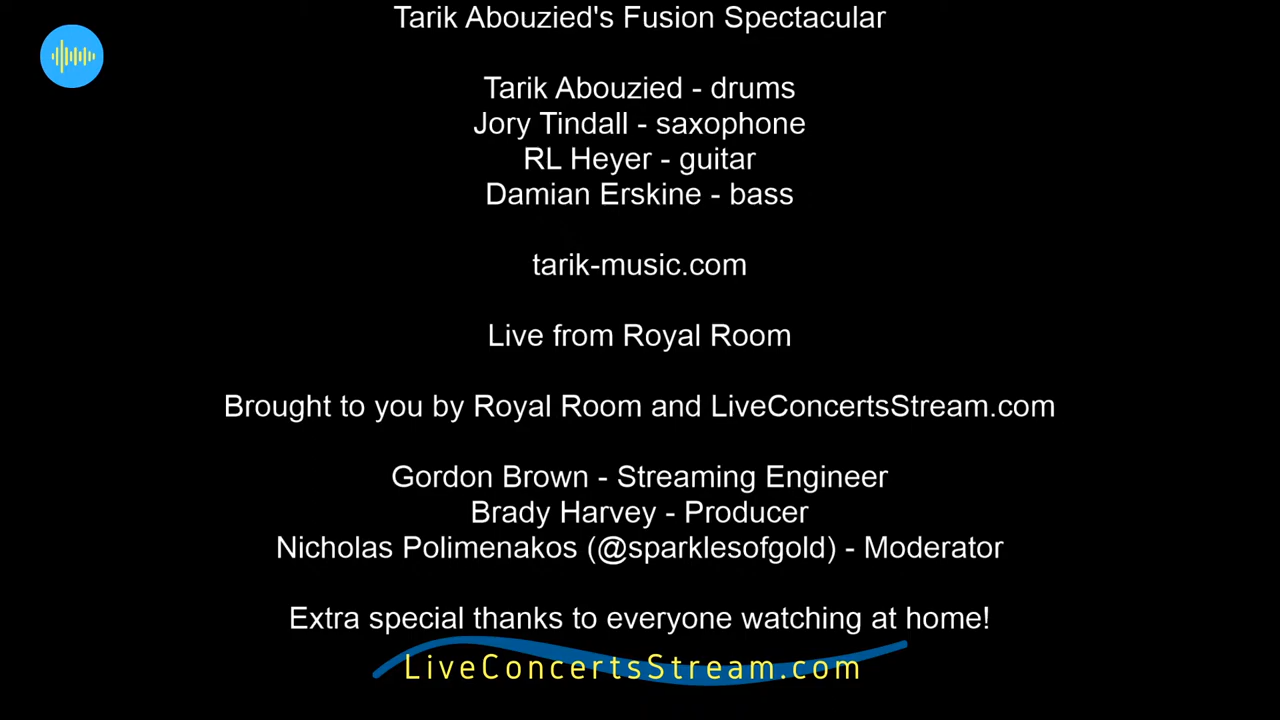 Tarik Abouzied's Fusion Spectacular
Tarik Abouzied - drums
Jory Tindall - saxophone
RL Heyer - guitar
Damian Erskine - bass
tarik-music.com
Live from Royal Room
Brought to you by Royal Room and LiveConcertsStream.com
Gordon Brown - Streaming Engineer
Brady Harvey - Producer
Nicholas Polimenakos (@sparklesofgold) - Moderator
Extra special thanks to everyone watching at home!
LiveConcertsStream.com